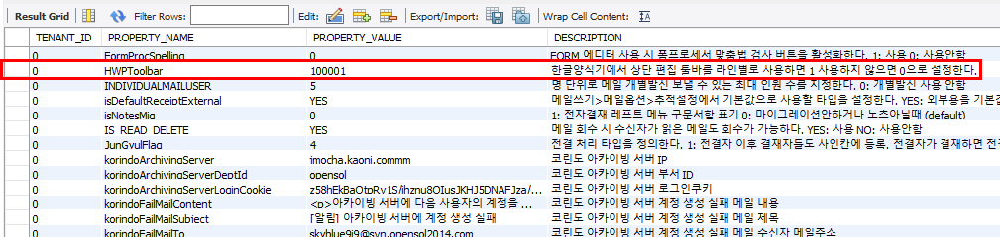 Result Grid Filter Rows: Edit: Export/Import: Wrap Cell Content: IA
TENANT_ID PROPERTY_NAME PROPERTY_VALUE DESCRIPTION
0 FormProcSpelling 0 FORM 에디터 사용 시 폼프로세서 맞춤법 검사 버튼을 활성화한다. 1: 사용 0: 사용안함
0 HWPToolbar 100001 한글양식기에서 상단 편집 툴바를 라인별로 사용하면 1 사용하지 않으면 0으로 설정한다.
0 INDIVIDUALMAILUSER 5 명 단위로 메일 개별발신 보낼 수 있는 최대 인원 수를 지정한다. 0: 개별발신 사용 안함
0 isDefaultReceiptExternal YES 메일쓰기>메일옵션>추적설정에서 기본값으로 사용할 타입을 설정한다. YES: 외부용을 기본값
0 isNotesMig 0 1: 전자결재 레프트 메뉴 구문서함 표기 0: 마이그레이션안하거나 노츠아닐때 (default)
0 IS_READ_DELETE YES 메일 회수 시 수신자가 읽은 메일도 회수가 가능하다. YES: 사용 NO: 사용안함
0 JunGyulFlag 4 전결 처리 타입을 정의한다. 1: 전결자 이후 결재자들도 사인칸에 등록. 전결자가 결재하면 전결
0 korindoArchivingServer imocha.kaoni.commm 코린도 아카이빙 서버 IP
0 korindoArchivingServerDeptId opensol 코린도 아카이빙 서버 부서 ID
0 korindoArchivingServerLoginCookie 코린도 아카이빙 서버 로그인쿠키
0 korindoFailMailContent <p>아카이빙 서버에 다음 사용자의 계정을 ... 코린도 아카이빙 서버 계정 생성 실패 메일 내용
0 korindoFailMailSubject [알림] 아카이빙 서버에 계정 생성 실패 코린도 아카이빙 서버 계정 생성 실패 메일 제목
0 korindoFailMailTo skyblue9i9@svn.opensol2014.com 코린도 아카이빙 서버 계정 생성 실패 메일 수신자 메일주소